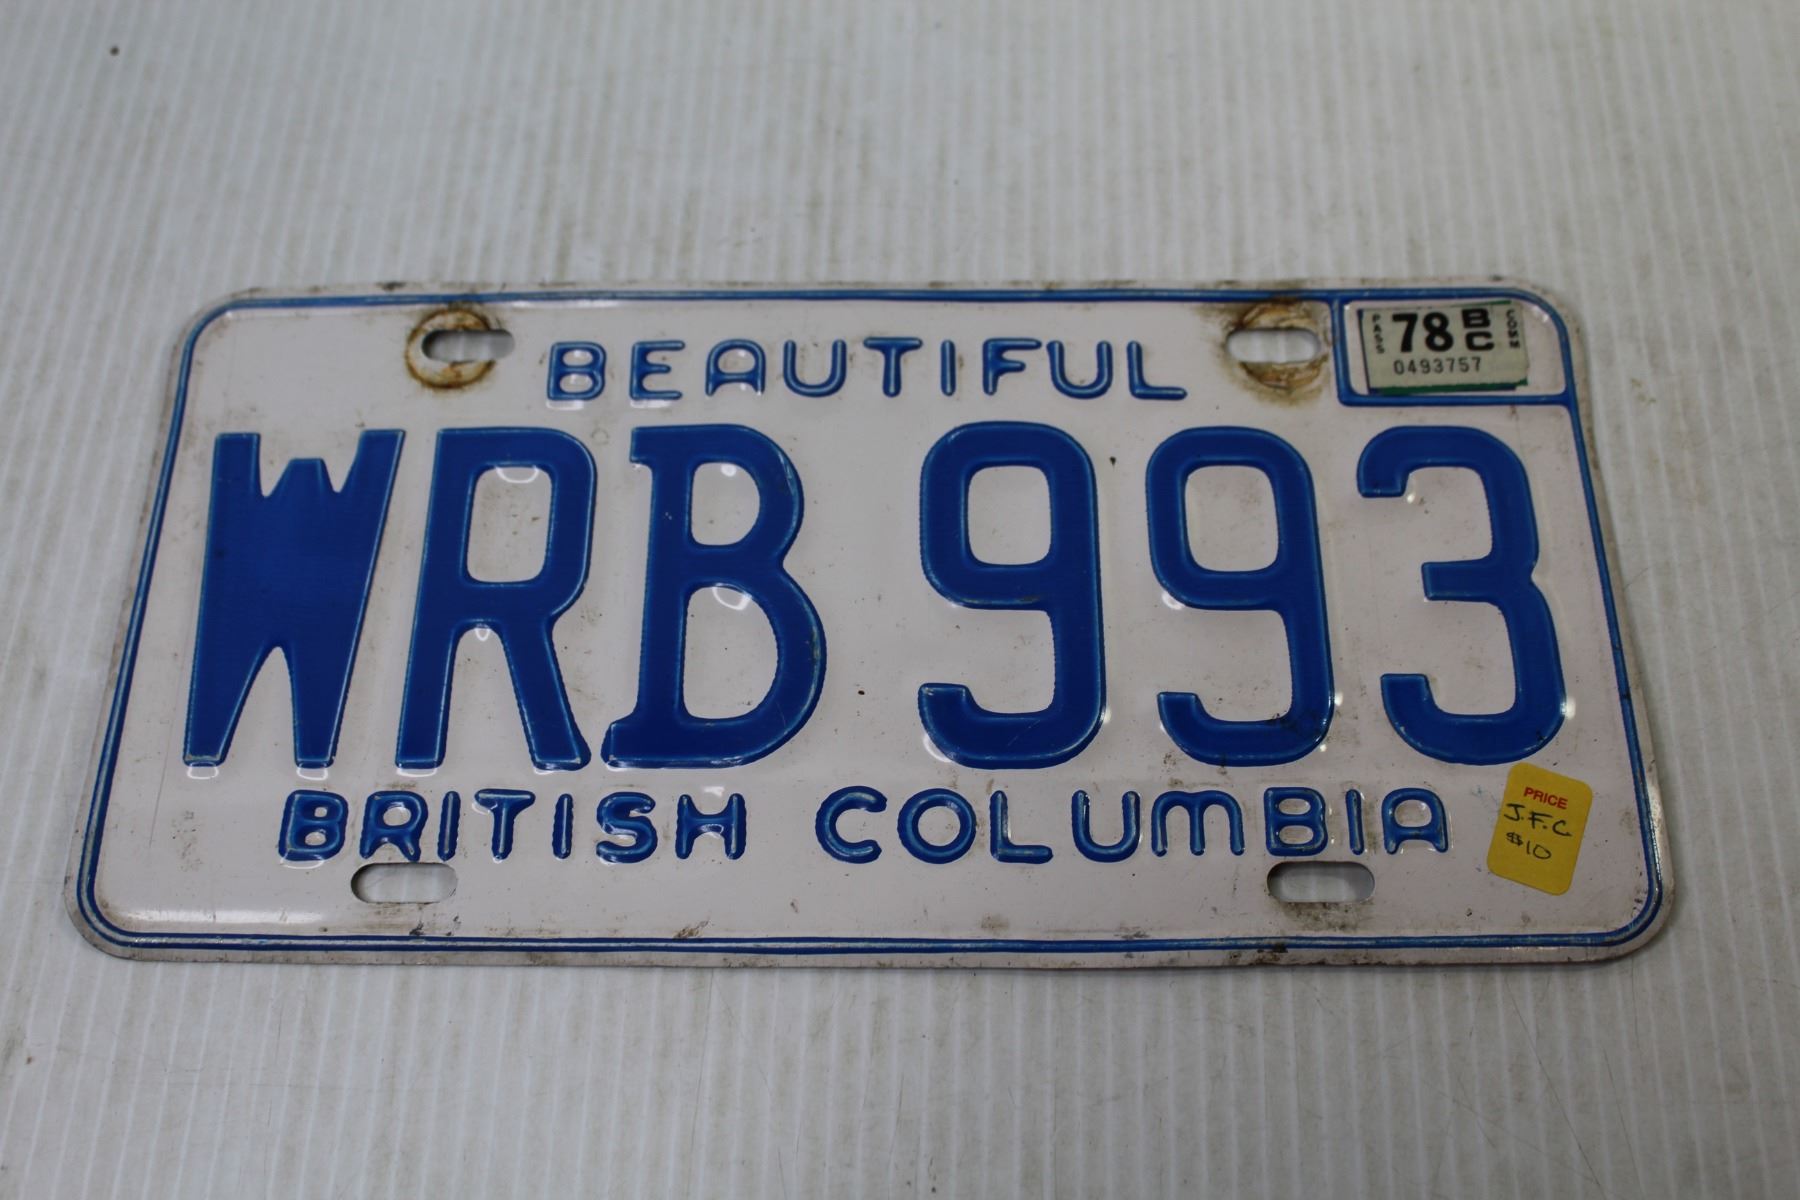 BEAUTIFUL
PASS 78 BC COMM
0493757
WRB 993
BRITISH COLUMBIA
PRICE
J.F.C.
$10